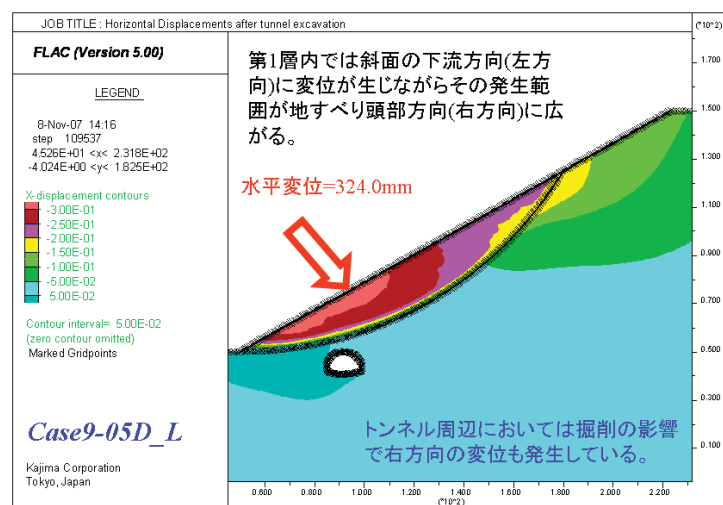 JOB TITLE : Horizontal Displacements after tunnel excavation
(*10^2)
FLAC (Version 5.00)
LEGEND
8-Nov-07 14:16
step 109537
4.526E+01 <x< 2.318E+02
-4.024E+00 <y< 1.825E+02
X-displacement contours
-3.00E-01
-2.50E-01
-2.00E-01
-1.50E-01
-1.00E-01
-5.00E-02
5.00E-02
Contour interval= 5.00E-02
(zero contour omitted)
Marked Gridpoints
Case9-05D_L
Kajima Corporation
Tokyo, Japan
第1層内では斜面の下流方向(左方
向)に変位が生じながらその発生範
囲が地すべり頭部方向(右方向)に広
がる。
水平変位=324.0mm
トンネル周辺においては掘削の影響
で右方向の変位も発生している。
1.700
1.500
1.300
1.100
0.900
0.700
0.500
0.300
0.100
0.600 0.800 1.000 1.200 1.400 1.600 1.800 2.000 2.200
(*10^2)